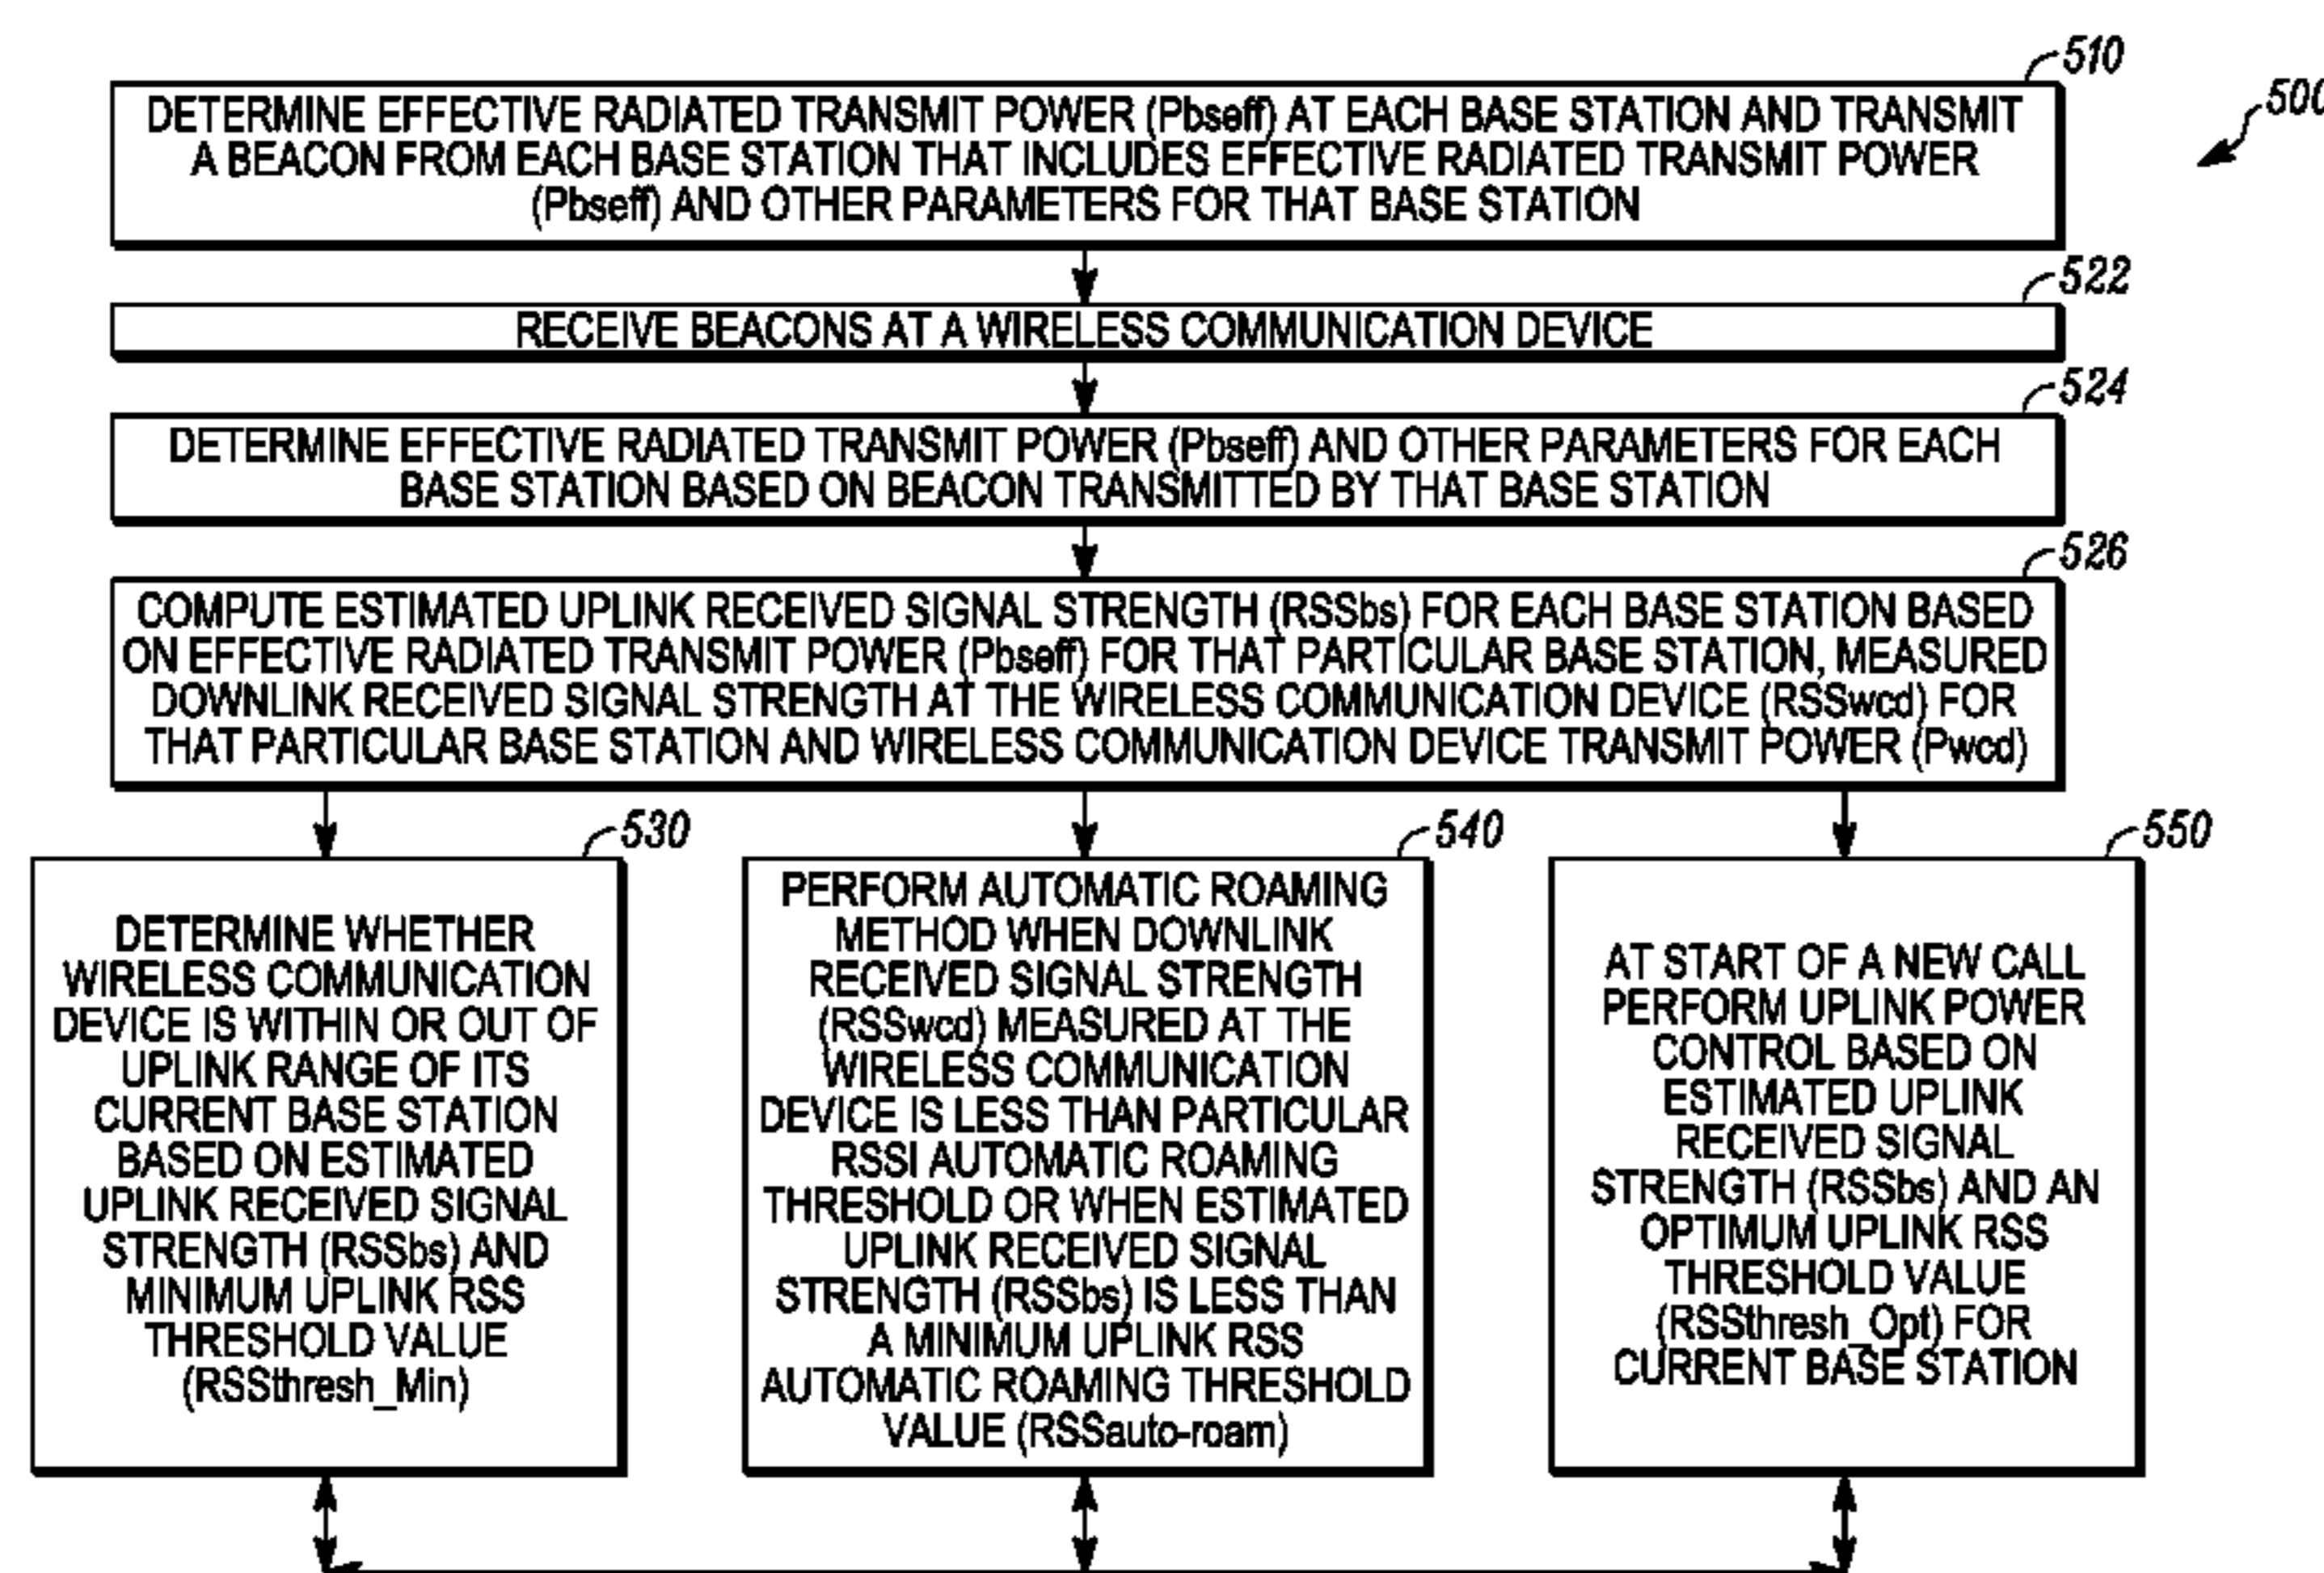 510
500
DETERMINE EFFECTIVE RADIATED TRANSMIT POWER (Pbseff) AT EACH BASE STATION AND TRANSMIT
A BEACON FROM EACH BASE STATION THAT INCLUDES EFFECTIVE RADIATED TRANSMIT POWER
(Pbseff) AND OTHER PARAMETERS FOR THAT BASE STATION
522
RECEIVE BEACONS AT A WIRELESS COMMUNICATION DEVICE
524
DETERMINE EFFECTIVE RADIATED TRANSMIT POWER (Pbseff) AND OTHER PARAMETERS FOR EACH
BASE STATION BASED ON BEACON TRANSMITTED BY THAT BASE STATION
526
COMPUTE ESTIMATED UPLINK RECEIVED SIGNAL STRENGTH (RSSbs) FOR EACH BASE STATION BASED
ON EFFECTIVE RADIATED TRANSMIT POWER (Pbseff) FOR THAT PARTICULAR BASE STATION, MEASURED
DOWNLINK RECEIVED SIGNAL STRENGTH AT THE WIRELESS COMMUNICATION DEVICE (RSSwcd) FOR
THAT PARTICULAR BASE STATION AND WIRELESS COMMUNICATION DEVICE TRANSMIT POWER (Pwcd)
530
DETERMINE WHETHER
WIRELESS COMMUNICATION
DEVICE IS WITHIN OR OUT OF
UPLINK RANGE OF ITS
CURRENT BASE STATION
BASED ON ESTIMATED
UPLINK RECEIVED SIGNAL
STRENGTH (RSSbs) AND
MINIMUM UPLINK RSS
THRESHOLD VALUE
(RSSthresh_Min)
540
PERFORM AUTOMATIC ROAMING
METHOD WHEN DOWNLINK
RECEIVED SIGNAL STRENGTH
(RSSwcd) MEASURED AT THE
WIRELESS COMMUNICATION
DEVICE IS LESS THAN PARTICULAR
RSSI AUTOMATIC ROAMING
THRESHOLD OR WHEN ESTIMATED
UPLINK RECEIVED SIGNAL
STRENGTH (RSSbs) IS LESS THAN
A MINIMUM UPLINK RSS
AUTOMATIC ROAMING THRESHOLD
VALUE (RSSauto-roam)
550
AT START OF A NEW CALL
PERFORM UPLINK POWER
CONTROL BASED ON
ESTIMATED UPLINK
RECEIVED SIGNAL
STRENGTH (RSSbs) AND AN
OPTIMUM UPLINK RSS
THRESHOLD VALUE
(RSSthresh_Opt) FOR
CURRENT BASE STATION